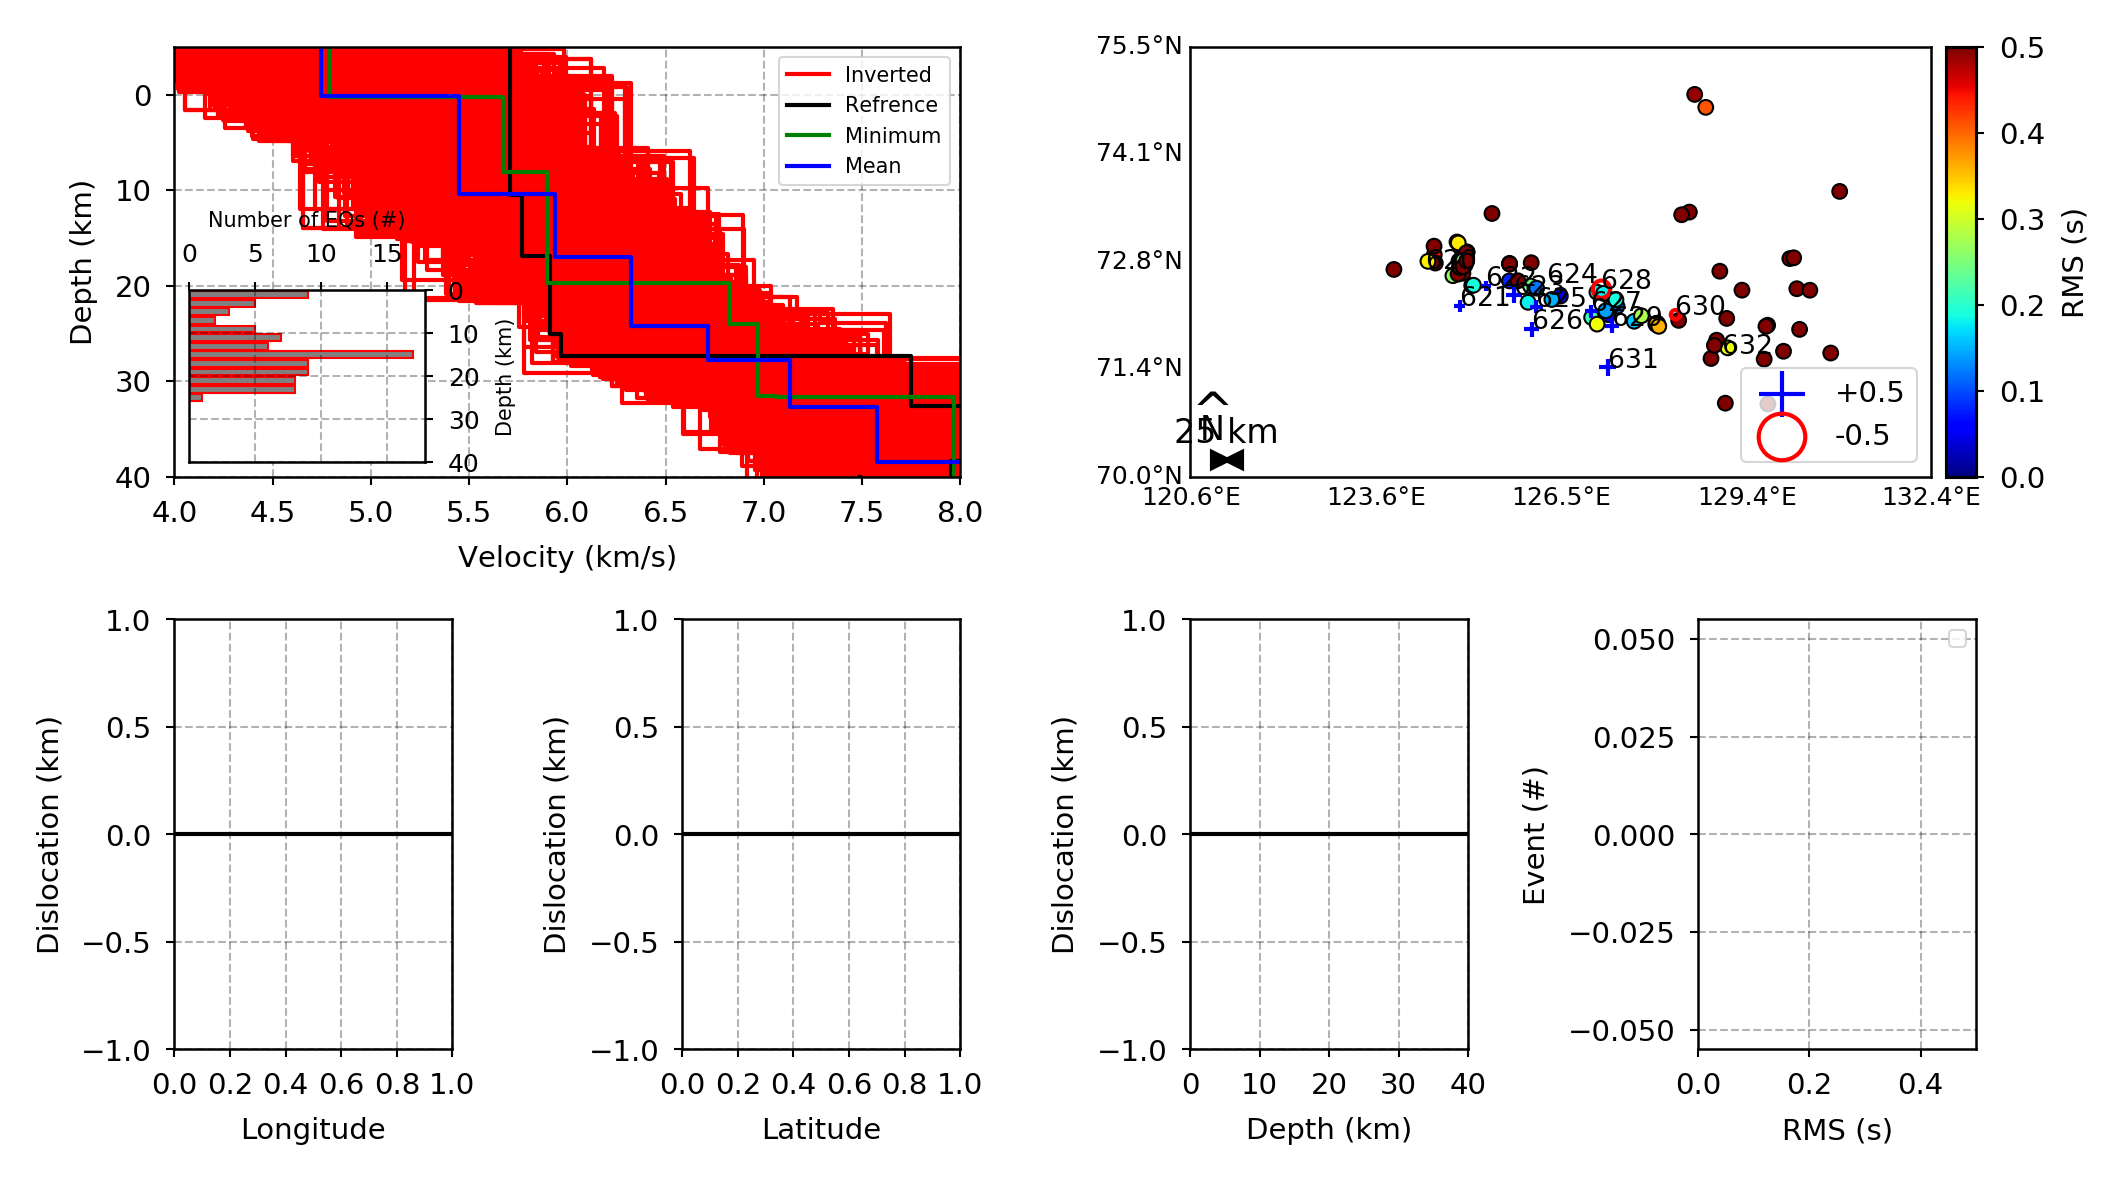 0
10
20
30
40
Depth (km)
4.0 4.5 5.0 5.5 6.0 6.5 7.0 7.5 8.0
Velocity (km/s)
Inverted
Refrence
Minimum
Mean
Number of EQs (#)
0 5 10 15
0
10
20
30
40
Depth (km)
75.5°N
74.1°N
72.8°N
71.4°N
70.0°N
120.6°E 123.6°E 126.5°E 129.4°E 132.4°E
624
628
621
625
630
626
629
632
631
N
25 km
+0.5
-0.5
0.5
0.4
0.3
0.2
0.1
0.0
RMS (s)
1.0
0.5
0.0
−0.5
−1.0
Dislocation (km)
0.0 0.2 0.4 0.6 0.8 1.0
Longitude
1.0
0.5
0.0
−0.5
−1.0
Dislocation (km)
0.0 0.2 0.4 0.6 0.8 1.0
Latitude
1.0
0.5
0.0
−0.5
−1.0
Dislocation (km)
0 10 20 30 40
Depth (km)
0.050
0.025
0.000
−0.025
−0.050
Event (#)
0.0 0.2 0.4
RMS (s)